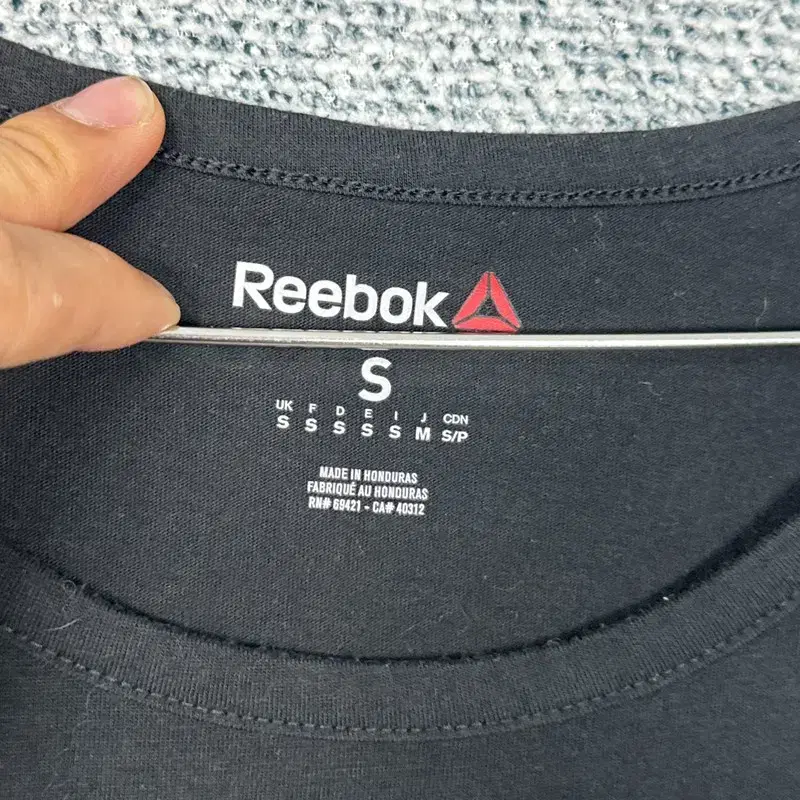 Reebok
S
UK F D E I J CDN
S S S S S M S/P
MADE IN HONDURAS
FABRIQUÉ AU HONDURAS
RN# 69421 - CA# 40312